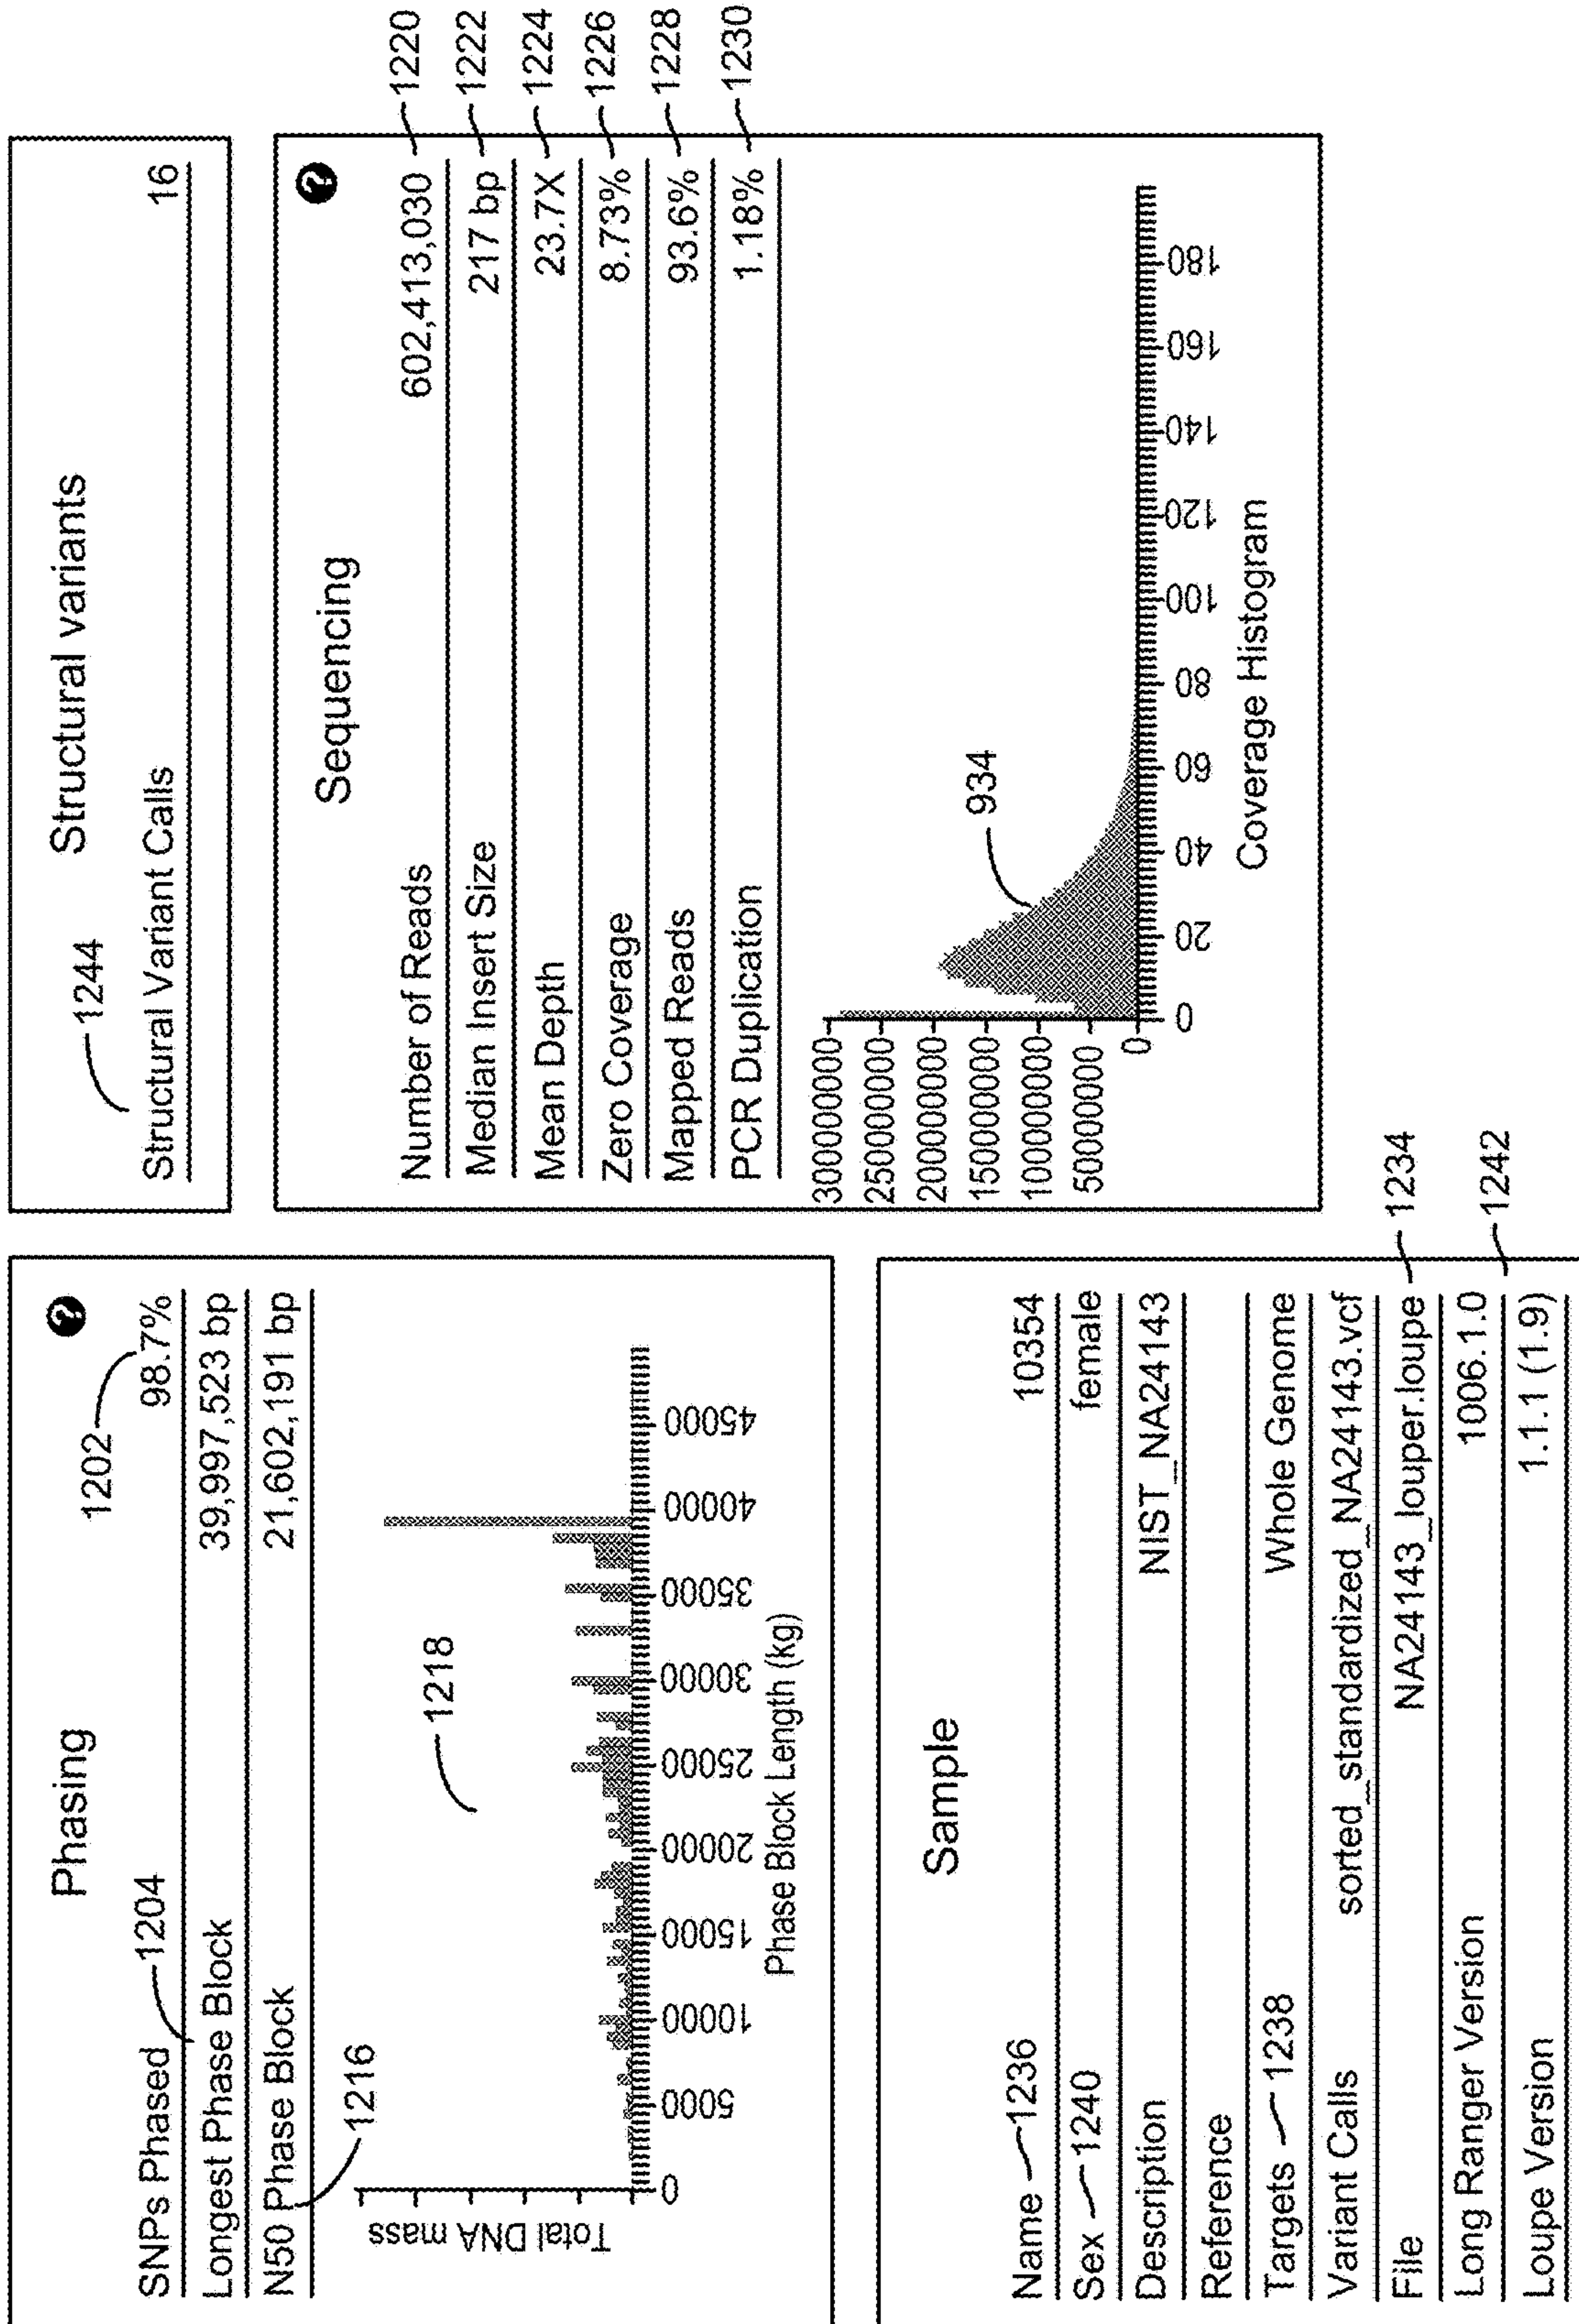 Phasing
1202
SNPs Phased 98.7%
1204
Longest Phase Block 39,997,523 bp
N50 Phase Block 21,602,191 bp
1216
1218
Total DNA mass
0 5000 10000 15000 20000 25000 30000 35000 40000 45000
Phase Block Length (kg)
Sample
Name 1236 10354
Sex 1240 female
Description NIST_NA24143
Reference
Targets 1238 Whole Genome
Variant Calls sorted_standardized_NA24143.vcf
File NA24143_louper.loupe 1234
Long Ranger Version 1006.1.0
Loupe Version 1.1.1 (1.9) 1242
1244 Structural variants
Structural Variant Calls 16
Sequencing
Number of Reads 602,413,030 1220
Median Insert Size 217 bp 1222
Mean Depth 23.7X 1224
Zero Coverage 8.73% 1226
Mapped Reads 93.6% 1228
PCR Duplication 1.18% 1230
300000000
250000000
200000000
150000000
100000000
50000000
0
934
0 20 40 60 80 100 120 140 160 180
Coverage Histogram